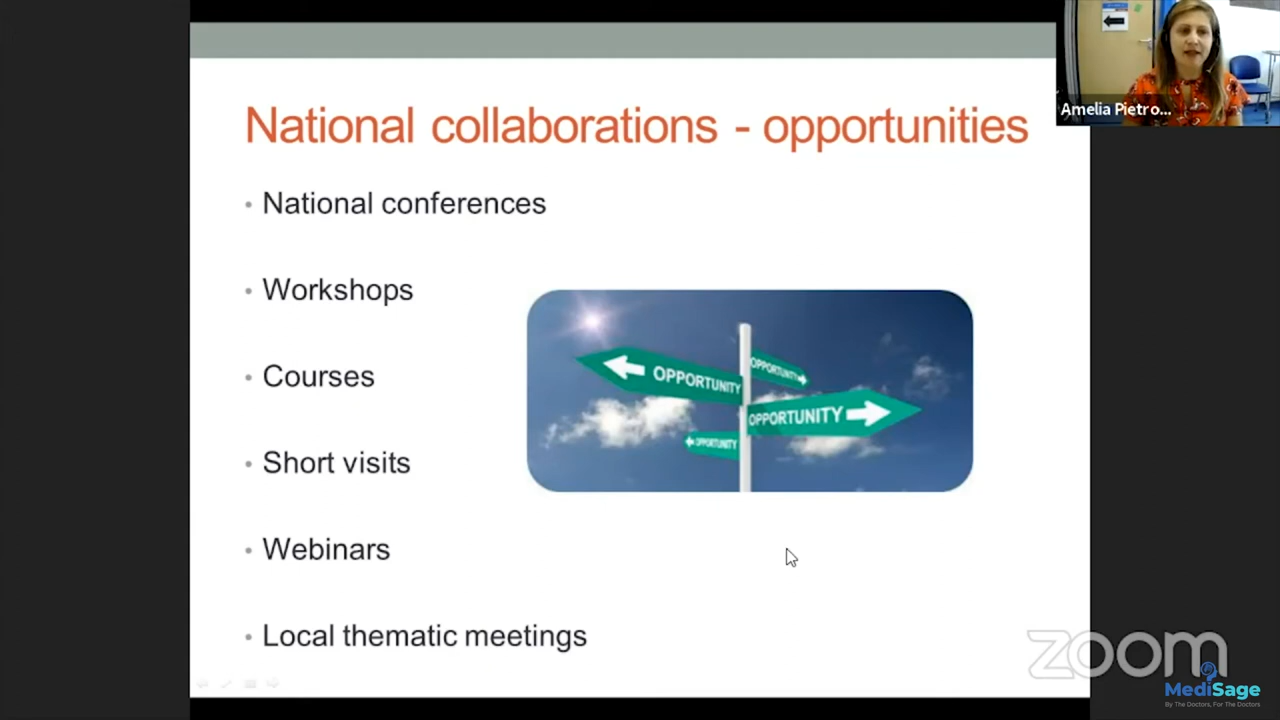 National collaborations - opportunities
Amelia Pietro...
• National conferences
• Workshops
• Courses
• Short visits
• Webinars
• Local thematic meetings
OPPORTUNITY
OPPORTUNITY
OPPORTUNITY
OPPORTUNITY
zoom
MediSage
By The Doctors, For The Doctors